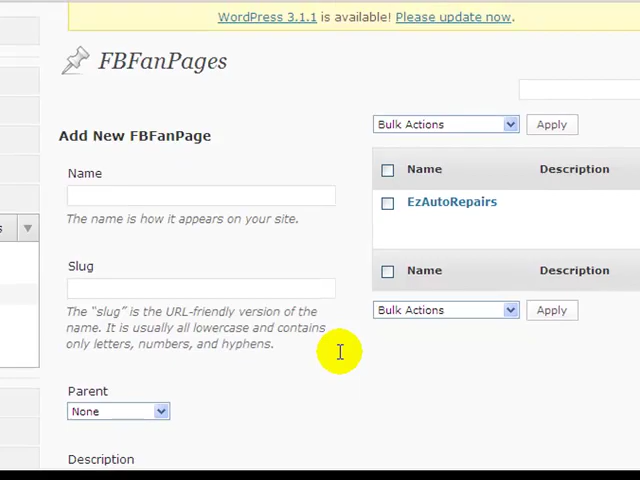 WordPress 3.1.1 is available! Please update now.
FBFanPages
Bulk Actions Apply
Add New FBFanPage
Name Description
Name
EzAutoRepairs
The name is how it appears on your site.
Slug
Name Description
The "slug" is the URL-friendly version of the
name. It is usually all lowercase and contains
only letters, numbers, and hyphens.
Bulk Actions Apply
Parent
None
Description